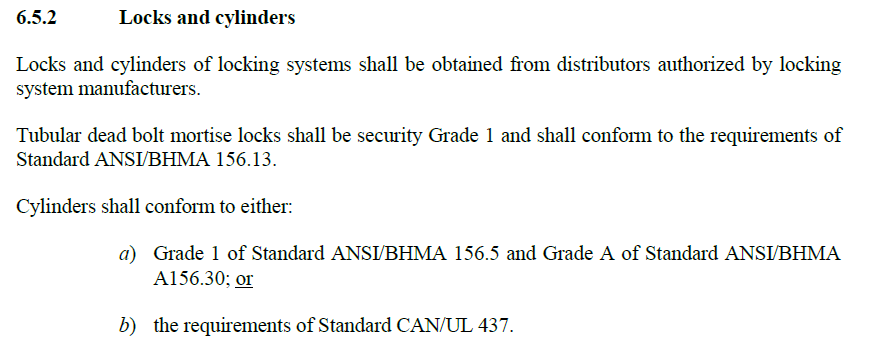 6.5.2 Locks and cylinders
Locks and cylinders of locking systems shall be obtained from distributors authorized by locking
system manufacturers.
Tubular dead bolt mortise locks shall be security Grade 1 and shall conform to the requirements of
Standard ANSI/BHMA 156.13.
Cylinders shall conform to either:
a) Grade 1 of Standard ANSI/BHMA 156.5 and Grade A of Standard ANSI/BHMA
A156.30; or
b) the requirements of Standard CAN/UL 437.